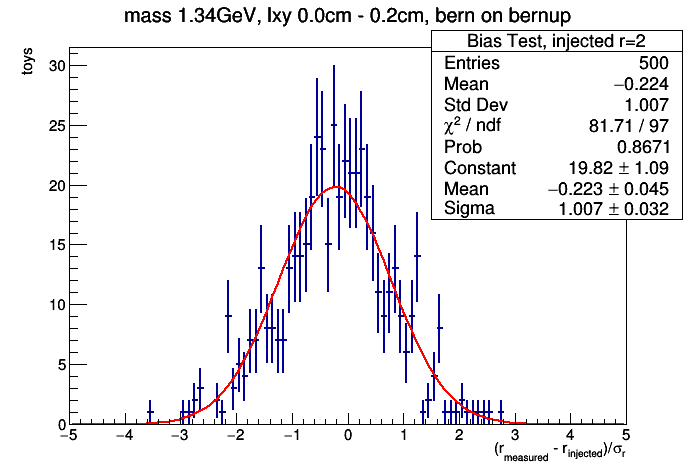 mass 1.34GeV, lxy 0.0cm - 0.2cm, bern on bernup
Bias Test, injected r=2
Entries 500
Mean −0.224
Std Dev 1.007
χ² / ndf 81.71 / 97
Prob 0.8671
Constant 19.82 ± 1.09
Mean −0.223 ± 0.045
Sigma 1.007 ± 0.032
toys
30
25
20
15
10
5
0
−5 −4 −3 −2 −1 0 1 2 3 4 5
(r_measured - r_injected)/σ_r